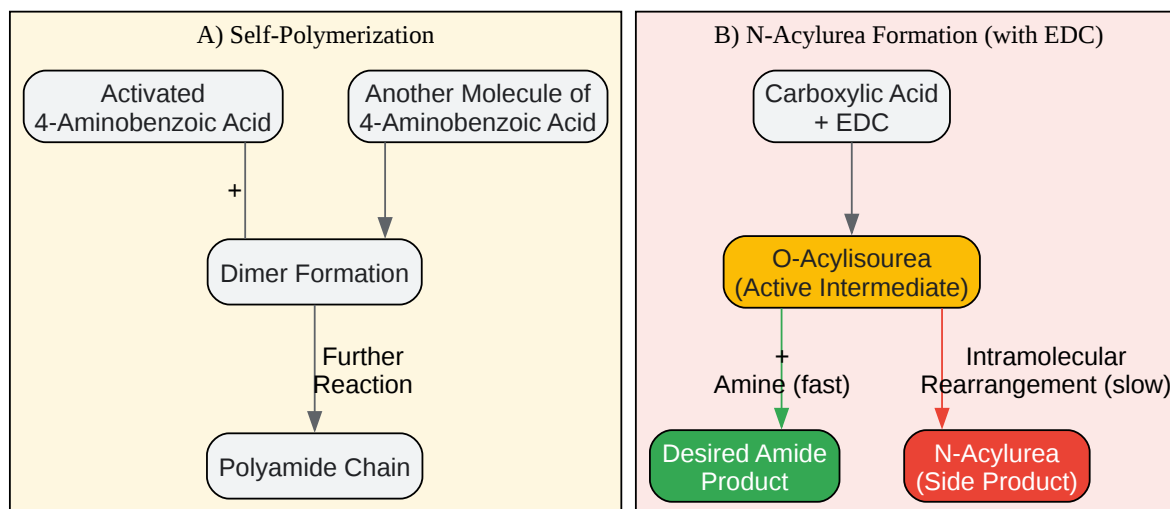 A) Self-Polymerization
Activated
4-Aminobenzoic Acid
Another Molecule of
4-Aminobenzoic Acid
+
Dimer Formation
Further
Reaction
Polyamide Chain
B) N-Acylurea Formation (with EDC)
Carboxylic Acid
+ EDC
O-Acylisourea
(Active Intermediate)
+
Amine (fast)
Intramolecular
Rearrangement (slow)
Desired Amide
Product
N-Acylurea
(Side Product)